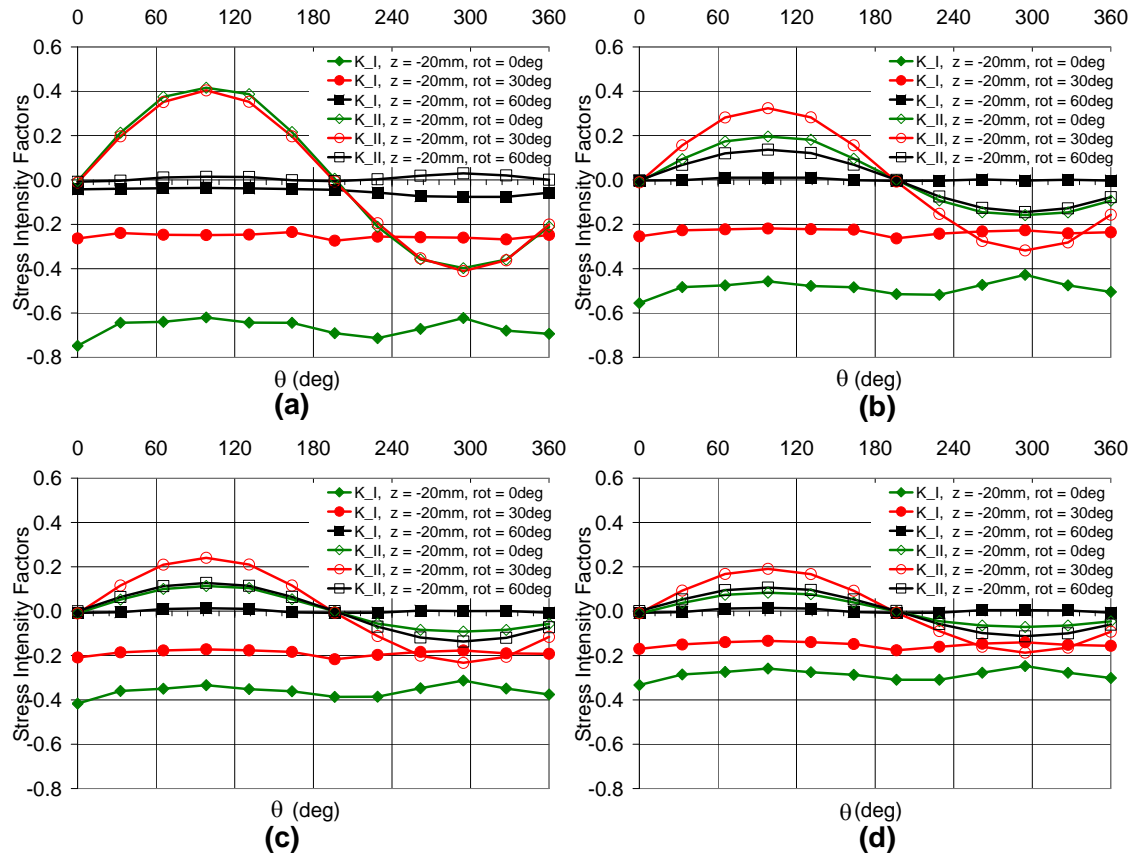 0 60 120 180 240 300 360
0.6
0.4
0.2
0.0
-0.2
-0.4
-0.6
-0.8
Stress Intensity Factors
K_I, z = -20mm, rot = 0deg
K_I, z = -20mm, rot = 30deg
K_I, z = -20mm, rot = 60deg
K_II, z = -20mm, rot = 0deg
K_II, z = -20mm, rot = 30deg
K_II, z = -20mm, rot = 60deg
θ (deg)
(a)
0 60 120 180 240 300 360
0.6
0.4
0.2
0.0
-0.2
-0.4
-0.6
-0.8
Stress Intensity Factors
K_I, z = -20mm, rot = 0deg
K_I, z = -20mm, rot = 30deg
K_I, z = -20mm, rot = 60deg
K_II, z = -20mm, rot = 0deg
K_II, z = -20mm, rot = 30deg
K_II, z = -20mm, rot = 60deg
θ (deg)
(b)
0 60 120 180 240 300 360
0.6
0.4
0.2
0.0
-0.2
-0.4
-0.6
-0.8
Stress Intensity Factors
K_I, z = -20mm, rot = 0deg
K_I, z = -20mm, rot = 30deg
K_I, z = -20mm, rot = 60deg
K_II, z = -20mm, rot = 0deg
K_II, z = -20mm, rot = 30deg
K_II, z = -20mm, rot = 60deg
θ (deg)
(c)
0 60 120 180 240 300 360
0.6
0.4
0.2
0.0
-0.2
-0.4
-0.6
-0.8
Stress Intensity Factors
K_I, z = -20mm, rot = 0deg
K_I, z = -20mm, rot = 30deg
K_I, z = -20mm, rot = 60deg
K_II, z = -20mm, rot = 0deg
K_II, z = -20mm, rot = 30deg
K_II, z = -20mm, rot = 60deg
θ(deg)
(d)